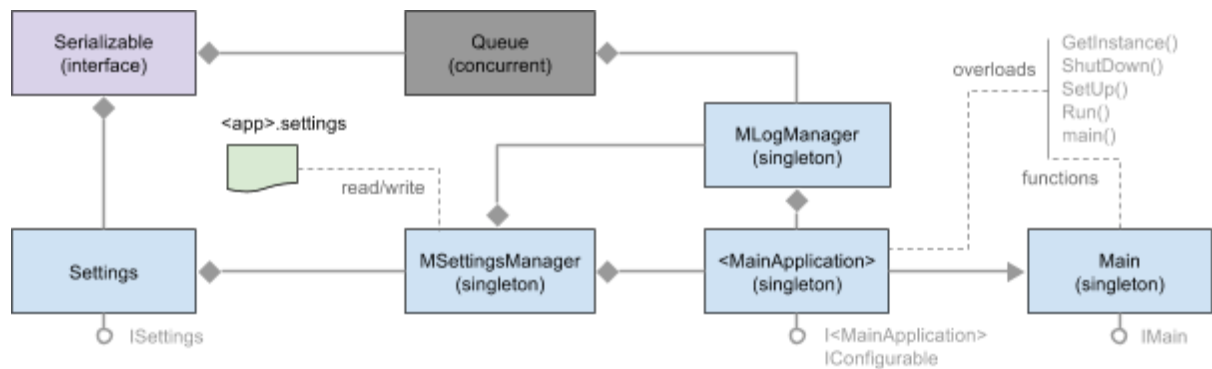 Serializable
(interface)
Queue
(concurrent)
GetInstance()
ShutDown()
SetUp()
Run()
main()
overloads
<app>.settings
MLogManager
(singleton)
read/write
functions
Settings
MSettingsManager
(singleton)
<MainApplication>
(singleton)
Main
(singleton)
ISettings
I<MainApplication>
IConfigurable
IMain